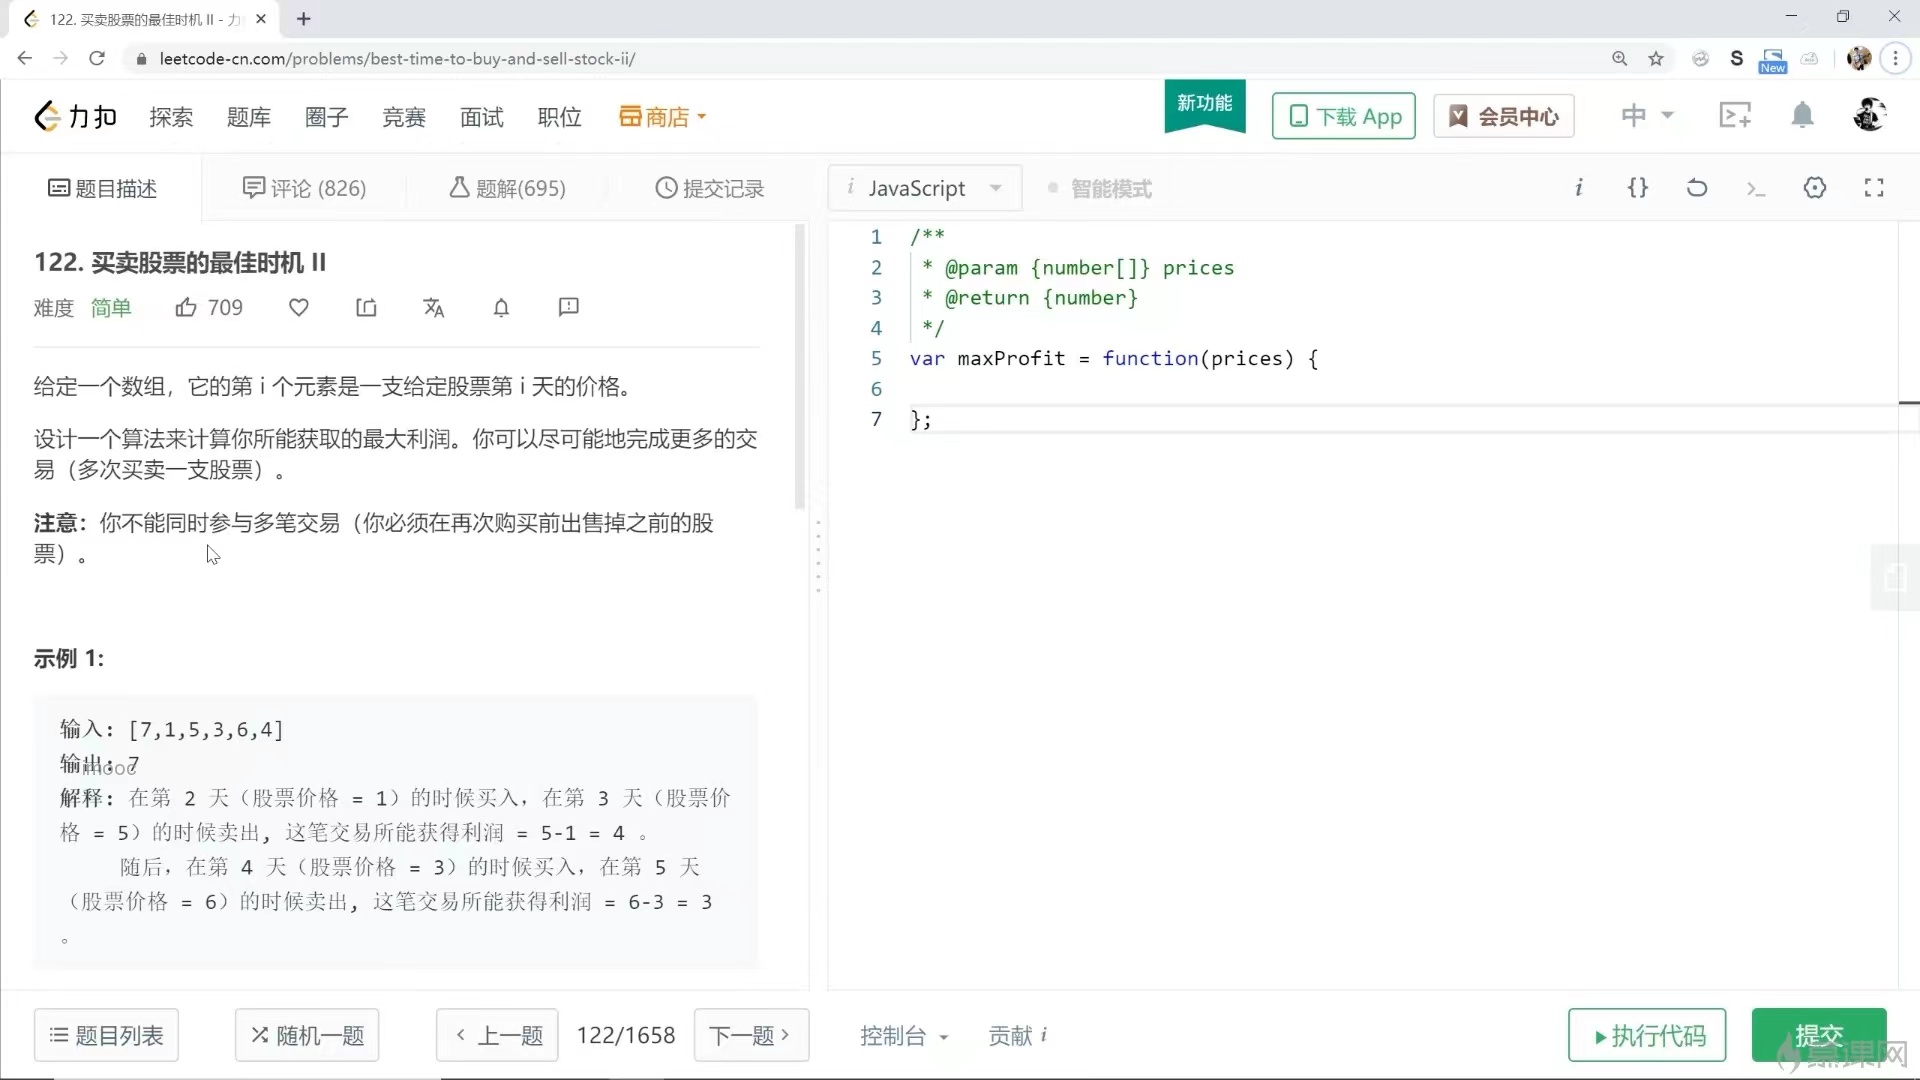 122. 买卖股票的最佳时机 II - 力
leetcode-cn.com/problems/best-time-to-buy-and-sell-stock-ii/
S
New
力扣
探索
题库
圈子
竞赛
面试
职位
商店
新功能
下载 App
会员中心
中
题目描述
评论 (826)
题解(695)
提交记录
i JavaScript
智能模式
i
{}
>_
122. 买卖股票的最佳时机 II
难度 简单 709
给定一个数组，它的第 i 个元素是一支给定股票第 i 天的价格。
设计一个算法来计算你所能获取的最大利润。你可以尽可能地完成更多的交
易（多次买卖一支股票）。
注意：你不能同时参与多笔交易（你必须在再次购买前出售掉之前的股
票）。
示例 1:
输入: [7,1,5,3,6,4]
输出: 7
imooc
解释: 在第 2 天（股票价格 = 1）的时候买入，在第 3 天（股票价
格 = 5）的时候卖出, 这笔交易所能获得利润 = 5-1 = 4 。
随后，在第 4 天（股票价格 = 3）的时候买入，在第 5 天
（股票价格 = 6）的时候卖出, 这笔交易所能获得利润 = 6-3 = 3
。
1 /**
2 * @param {number[]} prices
3 * @return {number}
4 */
5 var maxProfit = function(prices) {
6
7 };
题目列表
随机一题
上一题
122/1658
下一题
控制台
贡献 i
执行代码
提交
慕课网